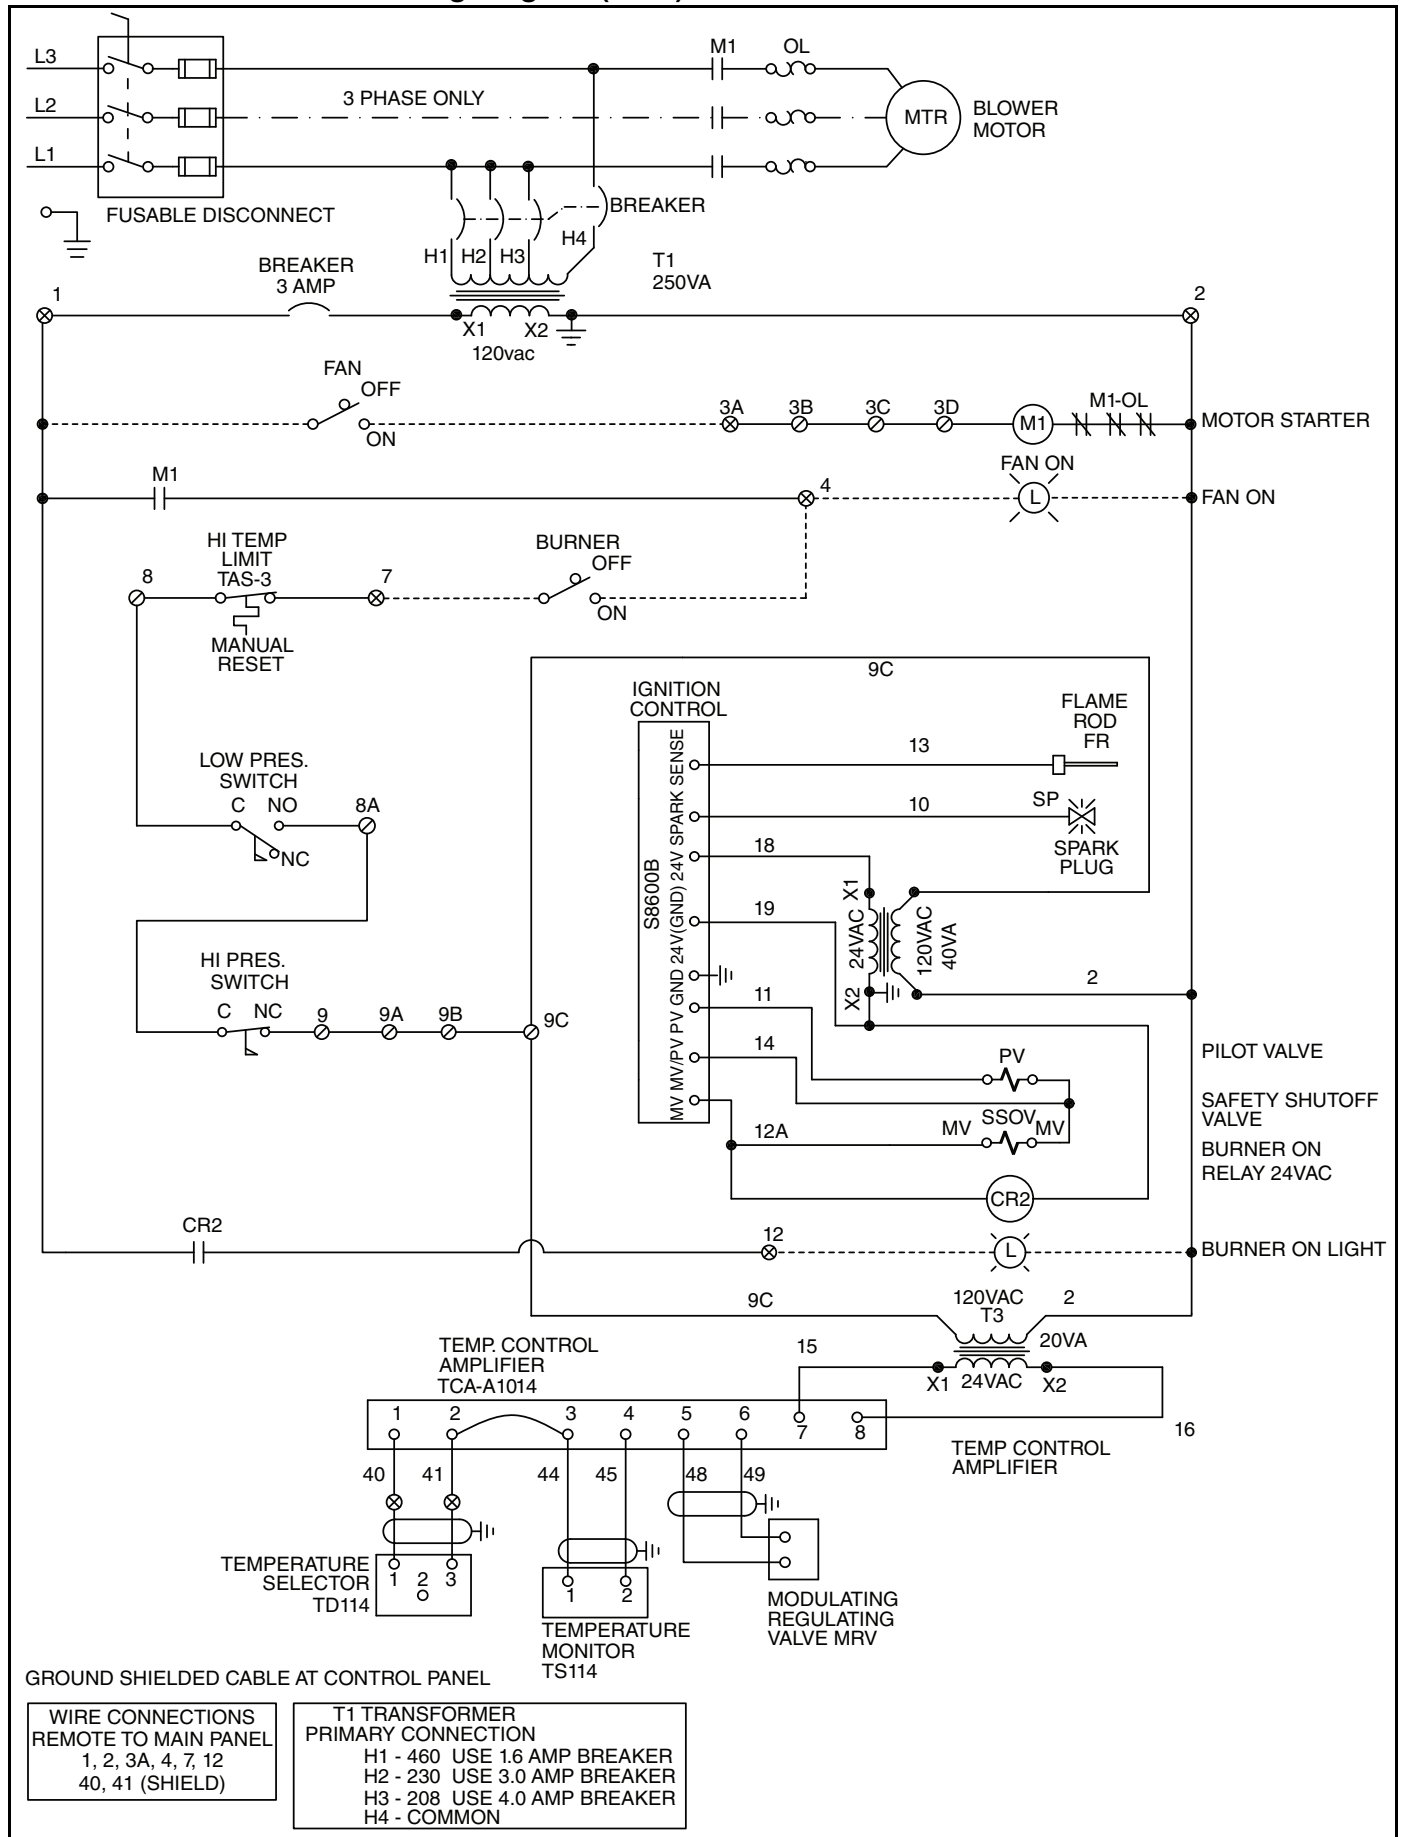 L3
M1 OL
L2
3 PHASE ONLY
MTR
BLOWER
MOTOR
L1
FUSABLE DISCONNECT
BREAKER
H1 H2 H3 H4
T1
250VA
BREAKER
3 AMP
1
2
X1 X2
120vac
FAN
OFF
ON
3A 3B 3C 3D
M1
M1-OL
MOTOR STARTER
M1
4
FAN ON
L
FAN ON
HI TEMP
LIMIT
TAS-3
8
7
MANUAL
RESET
BURNER
OFF
ON
9C
IGNITION
CONTROL
FLAME
ROD
FR
13
LOW PRES.
SWITCH
C NO
NC
8A
10
SP
SPARK
PLUG
18
S8600B
MV MV/PV PV GND 24V(GND) 24V SPARK SENSE
19
X1
24VAC
X2
120VAC
40VA
2
HI PRES.
SWITCH
C NC
9 9A 9B 9C
11
14
PV
PILOT VALVE
SAFETY SHUTOFF
VALVE
12A
MV SSOV MV
BURNER ON
RELAY 24VAC
CR2
CR2
12
L
BURNER ON LIGHT
9C
120VAC
T3
2
20VA
TEMP. CONTROL
AMPLIFIER
TCA-A1014
15
X1 24VAC X2
1 2 3 4 5 6 7 8
16
TEMP CONTROL
AMPLIFIER
40 41 44 45 48 49
TEMPERATURE
SELECTOR
TD114
1 2 3
1 2
TEMPERATURE
MONITOR
TS114
MODULATING
REGULATING
VALVE MRV
GROUND SHIELDED CABLE AT CONTROL PANEL
WIRE CONNECTIONS
REMOTE TO MAIN PANEL
1, 2, 3A, 4, 7, 12
40, 41 (SHIELD)
T1 TRANSFORMER
PRIMARY CONNECTION
H1 - 460 USE 1.6 AMP BREAKER
H2 - 230 USE 3.0 AMP BREAKER
H3 - 208 USE 4.0 AMP BREAKER
H4 - COMMON